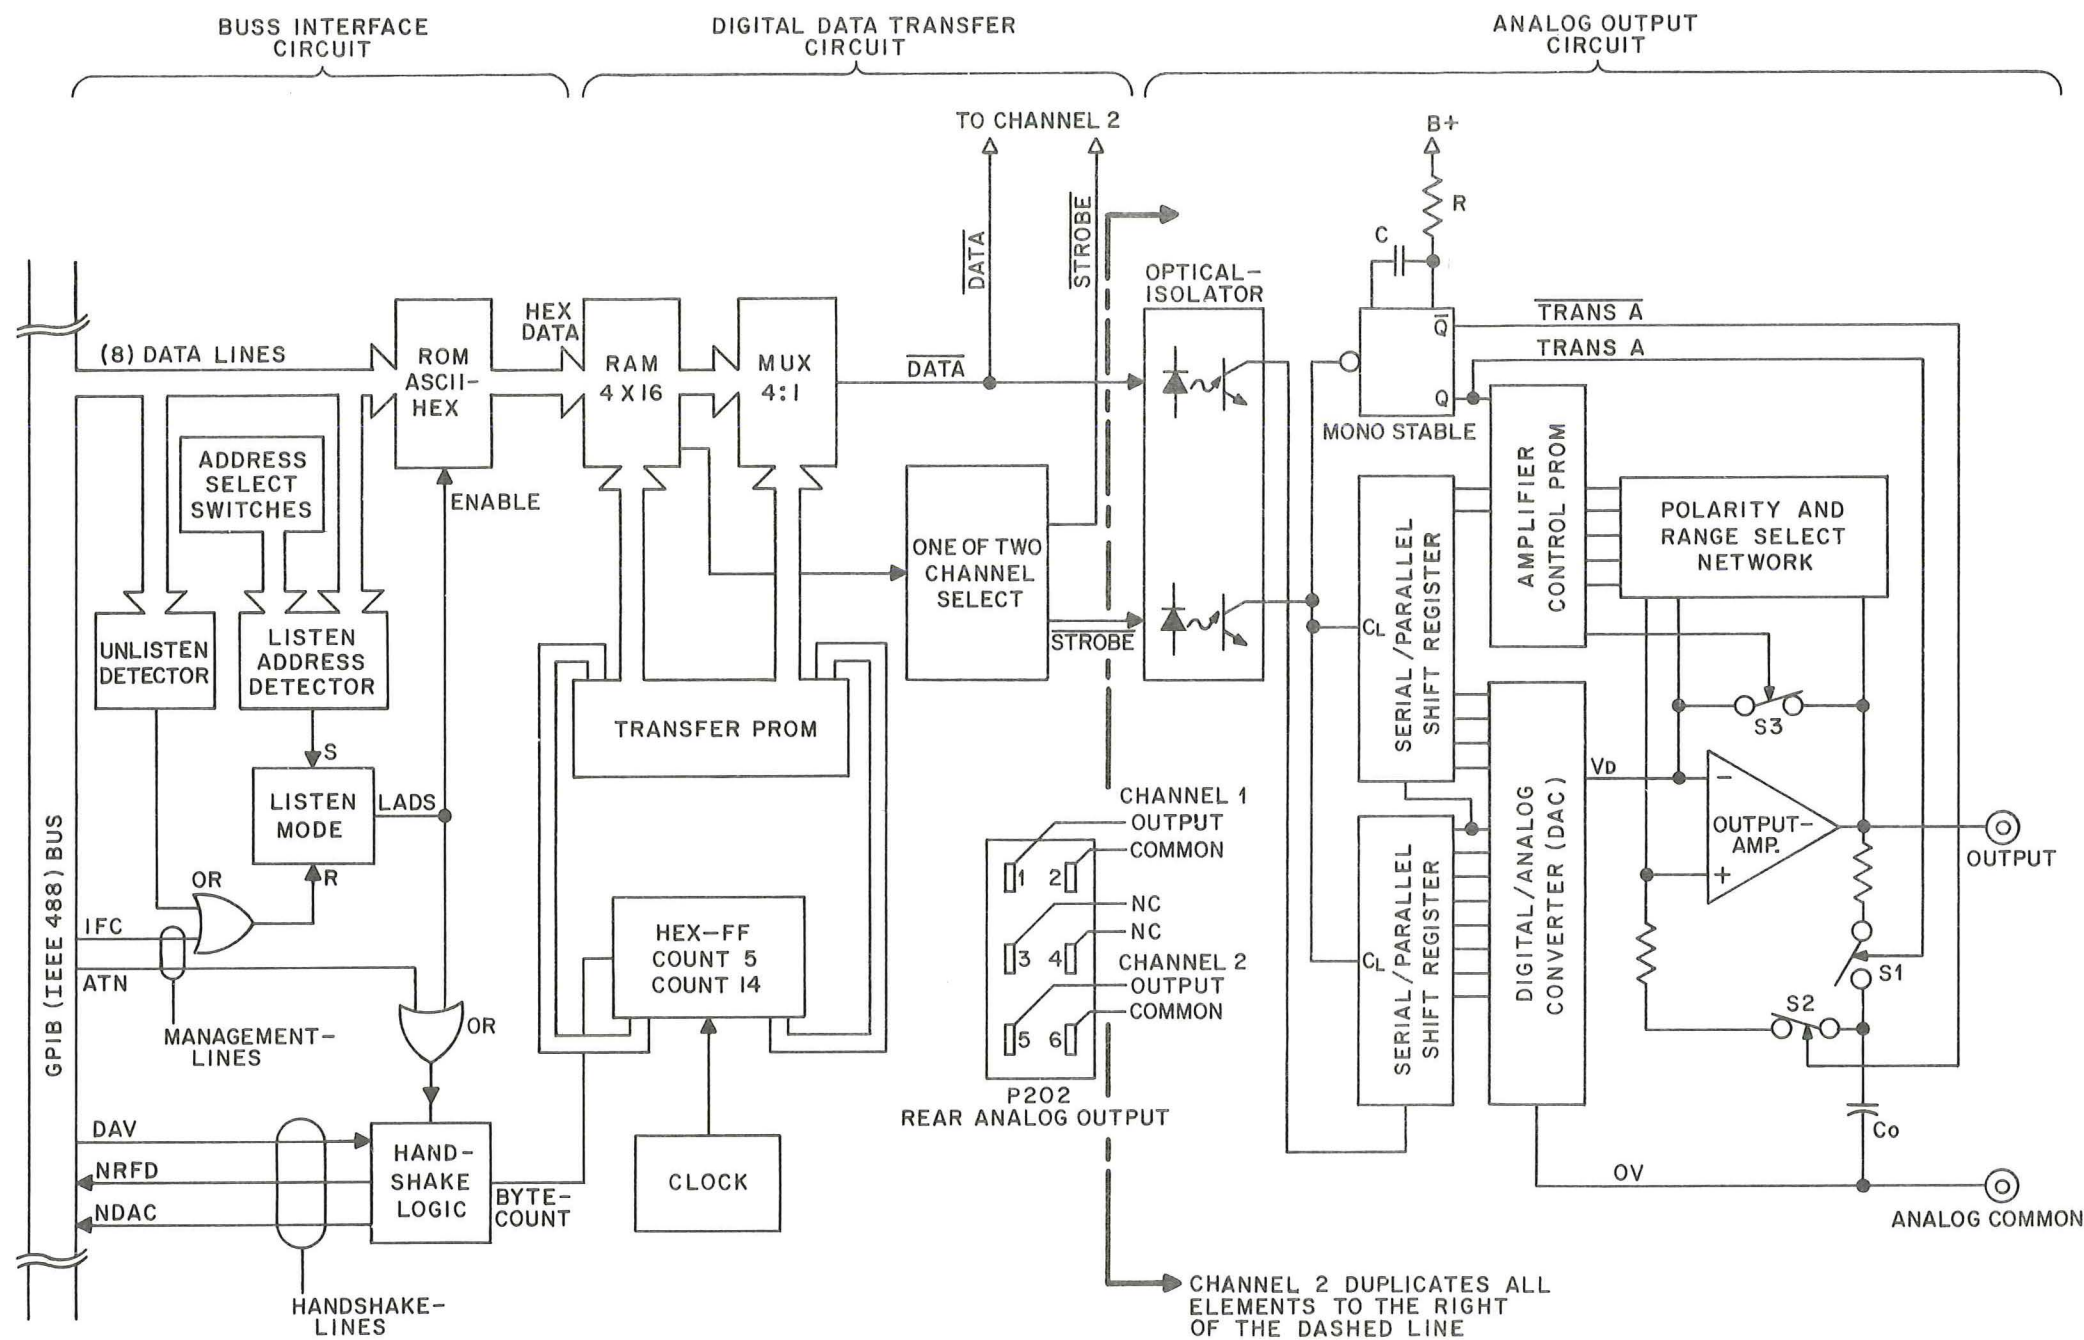 BUSS INTERFACE
CIRCUIT
DIGITAL DATA TRANSFER
CIRCUIT
ANALOG OUTPUT
CIRCUIT
TO CHANNEL 2
DATA
STROBE
B+
R
C
OPTICAL-
ISOLATOR
Q
TRANS A
TRANS A
Q
MONO STABLE
(8) DATA LINES
ROM
ASCII-
HEX
HEX
DATA
RAM
4X16
MUX
4:1
DATA
ADDRESS
SELECT
SWITCHES
ENABLE
ONE OF TWO
CHANNEL
SELECT
STROBE
CL
SERIAL/PARALLEL
SHIFT REGISTER
AMPLIFIER
CONTROL PROM
POLARITY AND
RANGE SELECT
NETWORK
UNLISTEN
DETECTOR
LISTEN
ADDRESS
DETECTOR
TRANSFER PROM
S3
S
LISTEN
MODE
LADS
R
OR
VD
-
+
OUTPUT-
AMP.
OUTPUT
GPIB (IEEE 488) BUS
IFC
ATN
MANAGEMENT-
LINES
OR
HEX-FF
COUNT 5
COUNT 14
CHANNEL 1
OUTPUT
COMMON
1 2
NC
NC
3 4
CHANNEL 2
OUTPUT
COMMON
5 6
P202
REAR ANALOG OUTPUT
CL
SERIAL/PARALLEL
SHIFT REGISTER
DIGITAL/ANALOG
CONVERTER (DAC)
S1
S2
Co
DAV
NRFD
NDAC
HAND-
SHAKE
LOGIC
BYTE-
COUNT
CLOCK
OV
ANALOG COMMON
HANDSHAKE-
LINES
CHANNEL 2 DUPLICATES ALL
ELEMENTS TO THE RIGHT
OF THE DASHED LINE